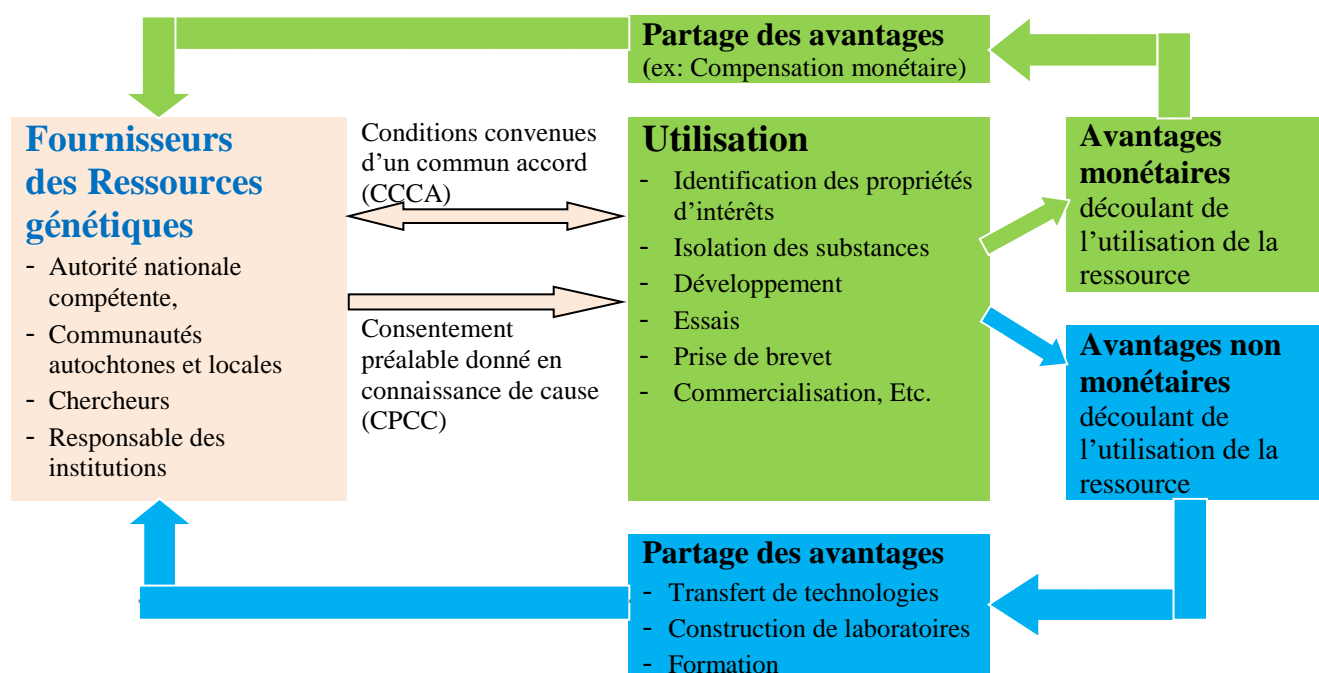 Partage des avantages
(ex: Compensation monétaire)
Fournisseurs
des Ressources
génétiques
- Autorité nationale
compétente,
- Communautés
autochtones et locales
- Chercheurs
- Responsable des
institutions
Conditions convenues
d’un commun accord
(CCCA)
Consentement
préalable donné en
connaissance de cause
(CPCC)
Utilisation
- Identification des propriétés
d’intérêts
- Isolation des substances
- Développement
- Essais
- Prise de brevet
- Commercialisation, Etc.
Avantages
monétaires
découlant de
l’utilisation de la
ressource
Avantages non
monétaires
découlant de
l’utilisation de la
ressource
Partage des avantages
- Transfert de technologies
- Construction de laboratoires
- Formation